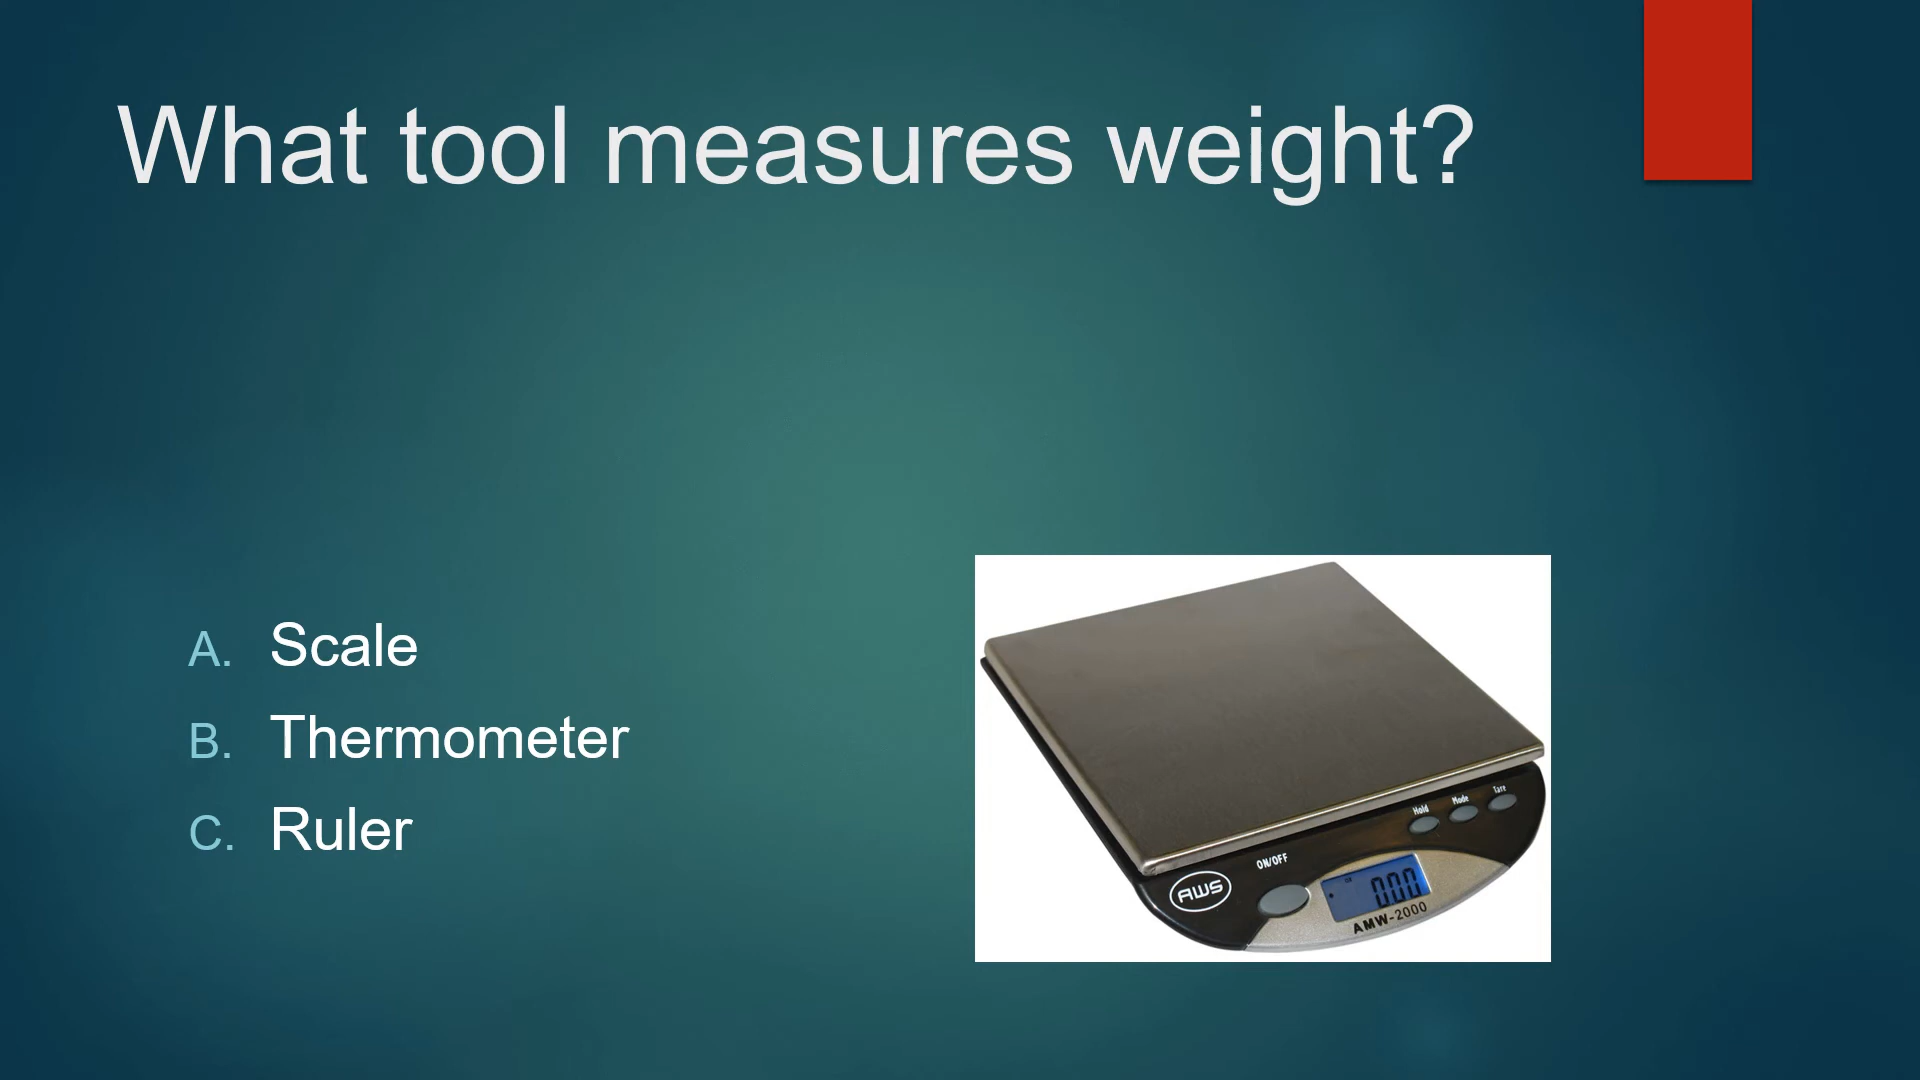 What tool measures weight?
A. Scale
B. Thermometer
C. Ruler
Hold Mode Tare
ON/OFF
AWS
0.00
AMW-2000